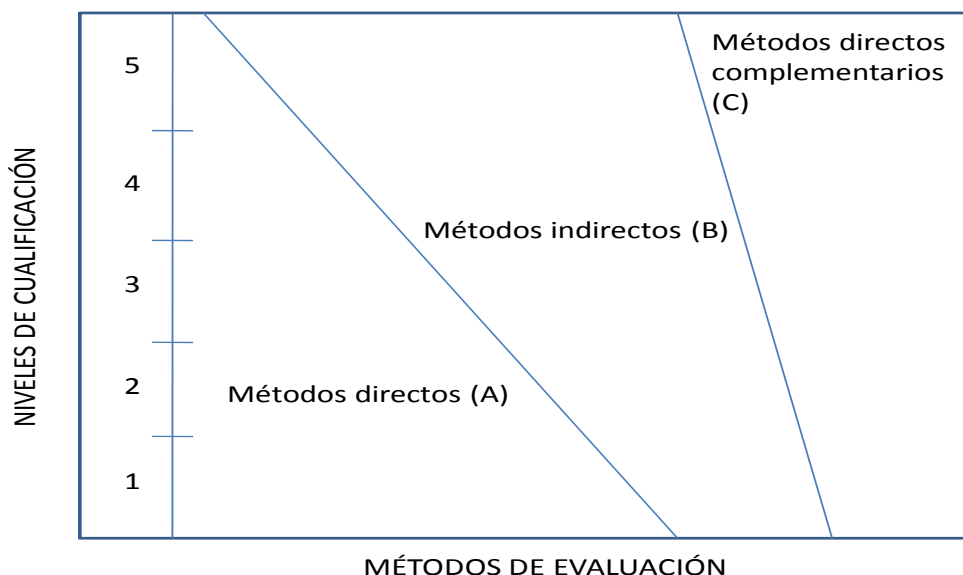 Métodos directos
complementarios
(C)
5
4
Métodos indirectos (B)
3
2
Métodos directos (A)
1
NIVELES DE CUALIFICACIÓN
MÉTODOS DE EVALUACIÓN